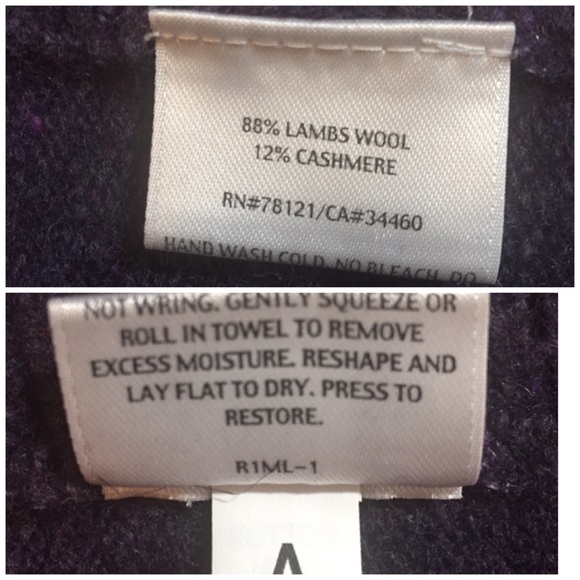 88% LAMBS WOOL
12% CASHMERE
RN#78121/CA#34460
HAND WASH COLD. NO BLEACH. DO
NOT WRING. GENTLY SQUEEZE OR
ROLL IN TOWEL TO REMOVE
EXCESS MOISTURE. RESHAPE AND
LAY FLAT TO DRY. PRESS TO
RESTORE.
R1ML-1
A